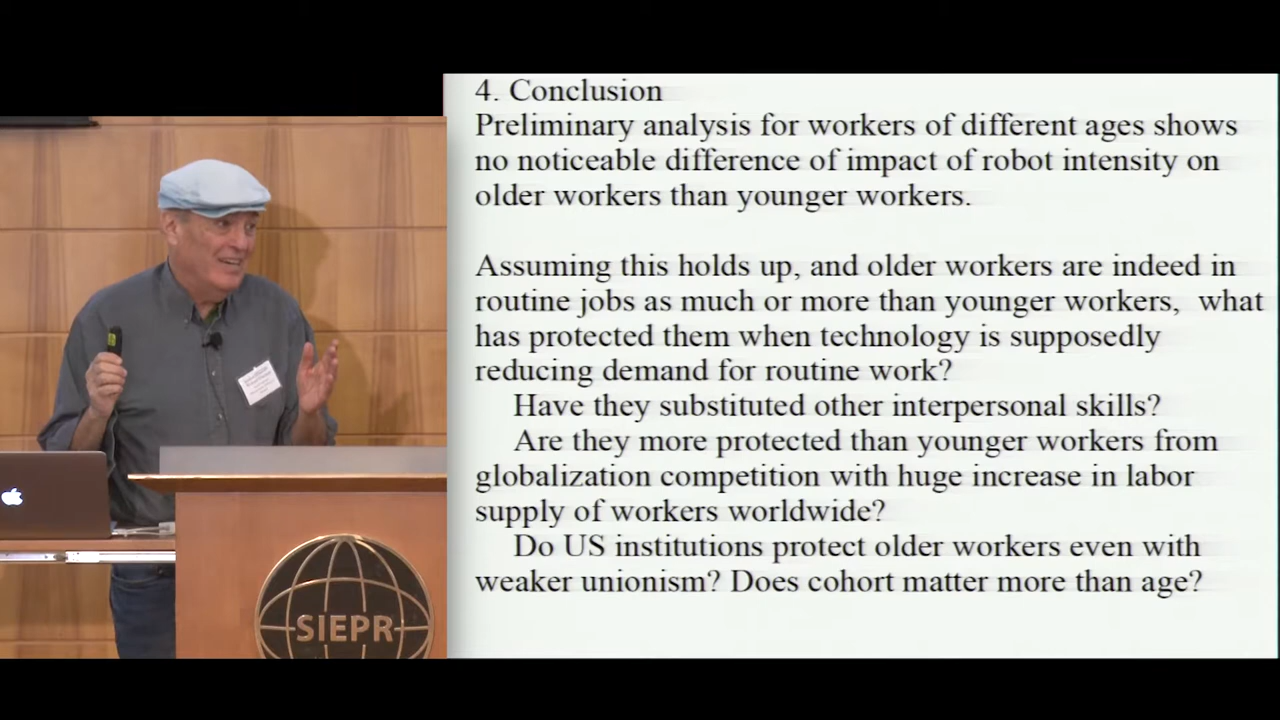 4. Conclusion
Preliminary analysis for workers of different ages shows
no noticeable difference of impact of robot intensity on
older workers than younger workers.
Assuming this holds up, and older workers are indeed in
routine jobs as much or more than younger workers, what
has protected them when technology is supposedly
reducing demand for routine work?
Have they substituted other interpersonal skills?
Are they more protected than younger workers from
globalization competition with huge increase in labor
supply of workers worldwide?
Do US institutions protect older workers even with
weaker unionism? Does cohort matter more than age?
SIEPR